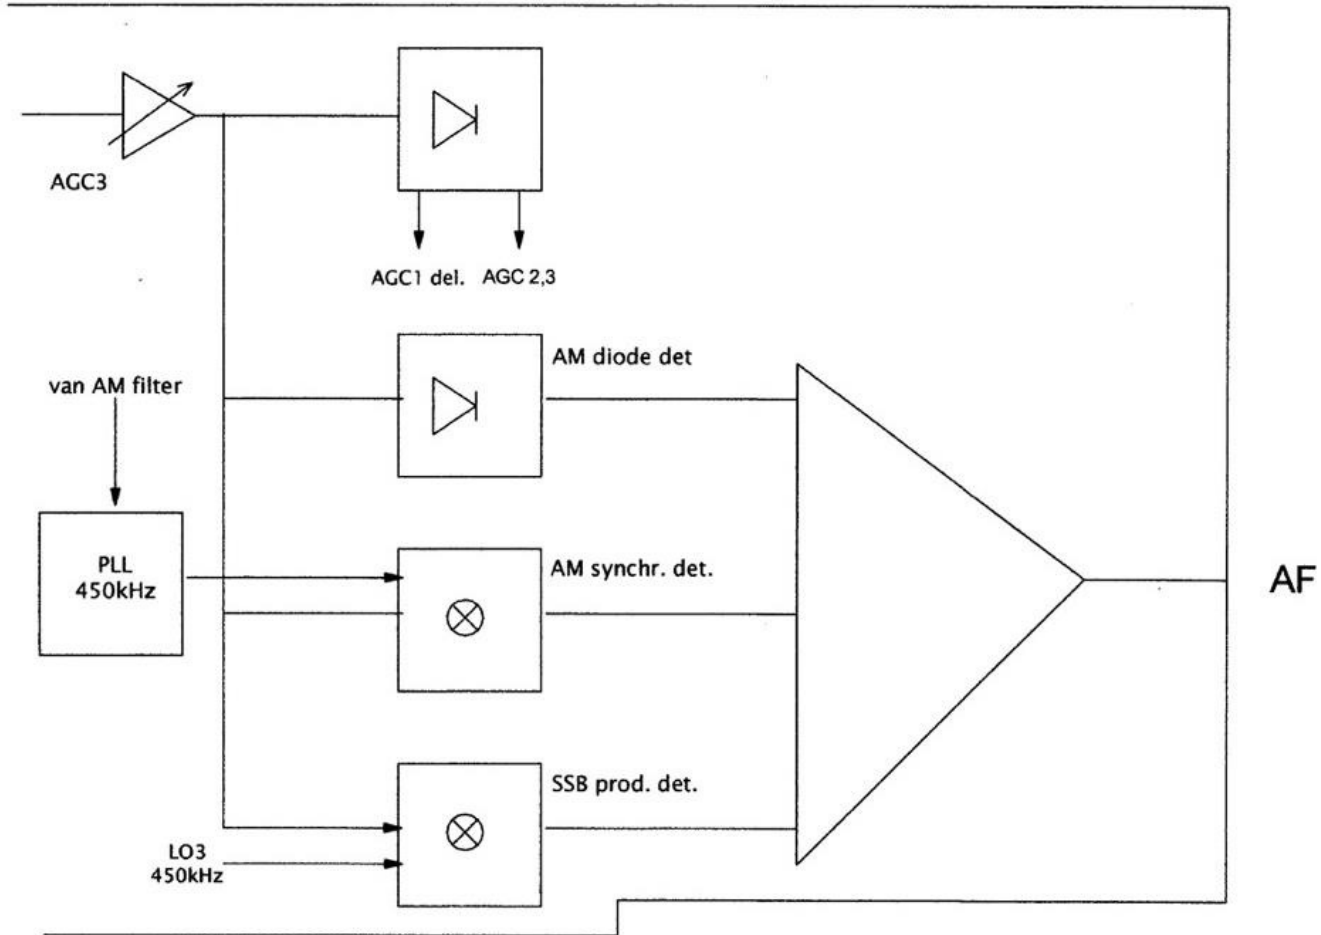 AGC3
AGC1 del. AGC 2,3
AM diode det
van AM filter
PLL
450kHz
AM synchr. det.
AF
SSB prod. det.
LO3
450kHz